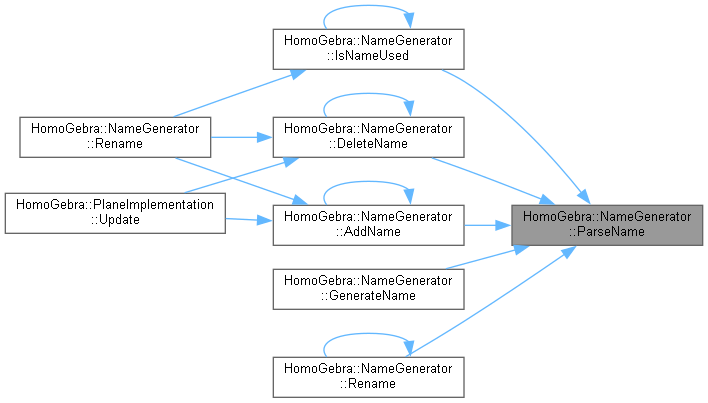 HomoGebra::NameGenerator
::IsNameUsed
HomoGebra::NameGenerator
::Rename
HomoGebra::NameGenerator
::DeleteName
HomoGebra::PlaneImplementation
::Update
HomoGebra::NameGenerator
::AddName
HomoGebra::NameGenerator
::ParseName
HomoGebra::NameGenerator
::GenerateName
HomoGebra::NameGenerator
::Rename